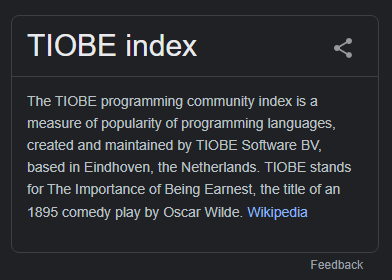 TIOBE index
The TIOBE programming community index is a
measure of popularity of programming languages,
created and maintained by TIOBE Software BV,
based in Eindhoven, the Netherlands. TIOBE stands
for The Importance of Being Earnest, the title of an
1895 comedy play by Oscar Wilde. Wikipedia
Feedback